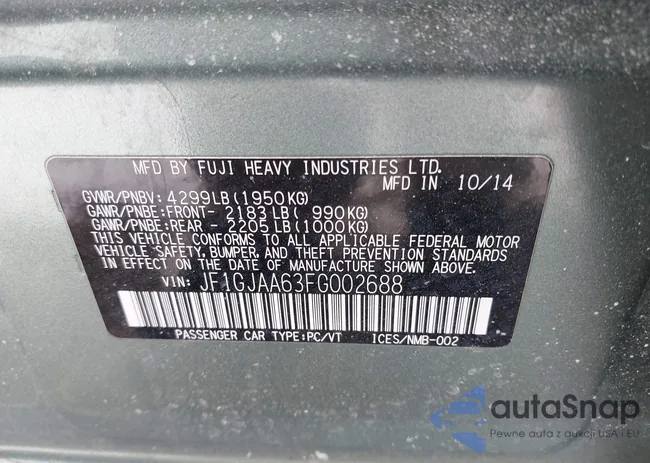 MFD BY FUJI HEAVY INDUSTRIES LTD.
MFD IN 10/14
GVWR/PNBV: 4299LB(1950KG)
GAWR/PNBE:FRONT- 2183LB( 990KG)
GAWR/PNBE:REAR - 2205LB(1000KG)
THIS VEHICLE CONFORMS TO ALL APPLICABLE FEDERAL MOTOR
VEHICLE SAFETY, BUMPER, AND THEFT PREVENTION STANDARDS
IN EFFECT ON THE DATE OF MANUFACTURE SHOWN ABOVE.
VIN: JF1GJAA63FG002688
PASSENGER CAR TYPE:PC/VT ICES/NMB-002
autaSnap
Pewne auta z aukcji USA i EU